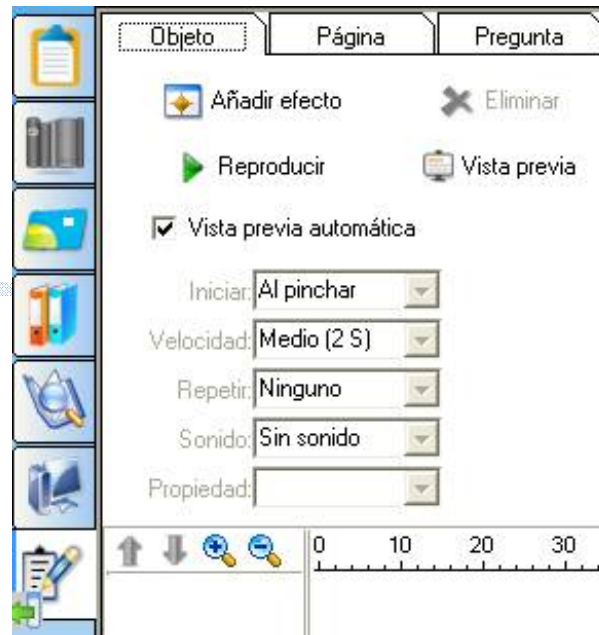 Objeto Página Pregunta
Añadir efecto Eliminar
Reproducir Vista previa
Vista previa automática
Iniciar: Al pinchar
Velocidad: Medio (2 S)
Repetir: Ninguno
Sonido: Sin sonido
Propiedad:
0 10 20 30